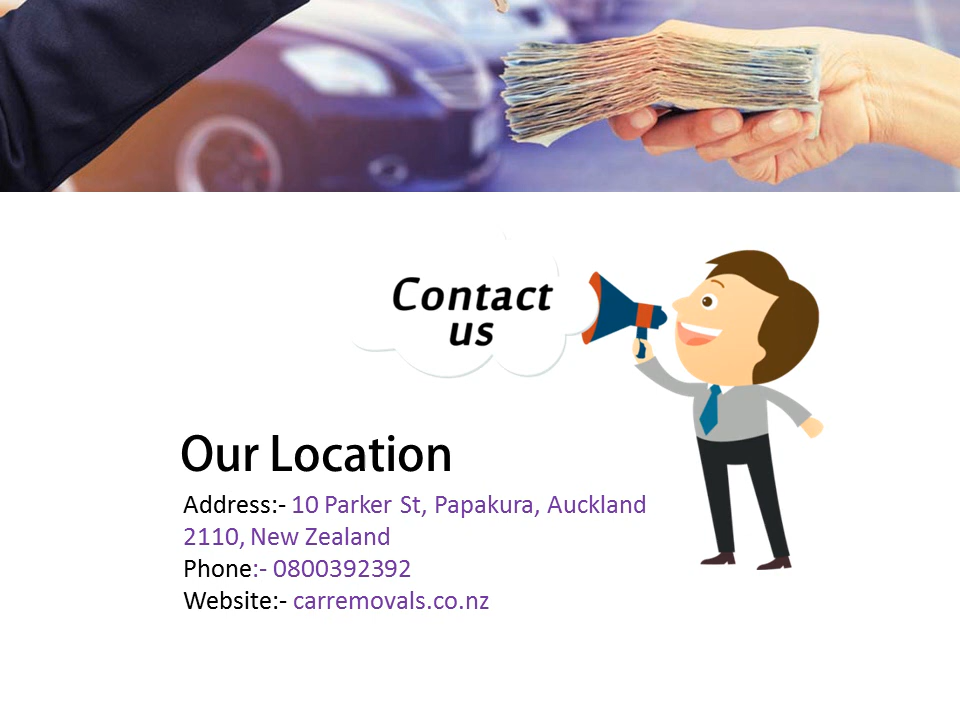 Contact
us
Our Location
Address:- 10 Parker St, Papakura, Auckland
2110, New Zealand
Phone:- 0800392392
Website:- carremovals.co.nz